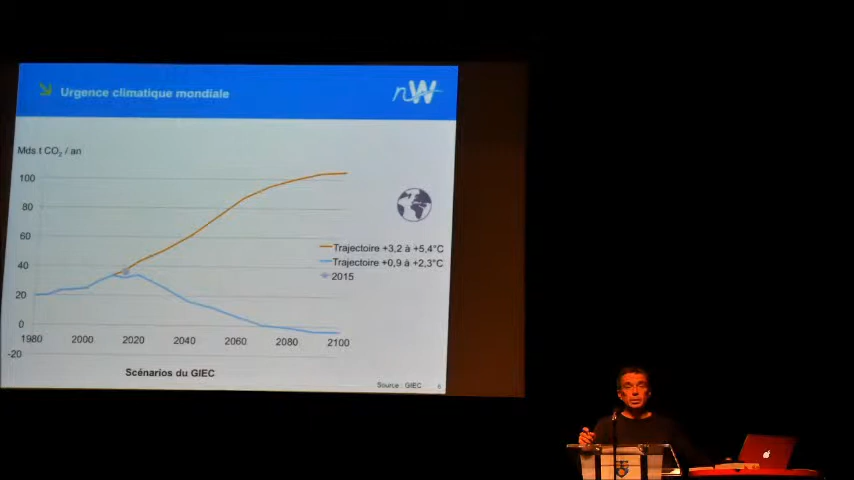 Urgence climatique mondiale
nW
Mds t CO₂ / an
100
80
60
40
20
0
-20
1980 2000 2020 2040 2060 2080 2100
Trajectoire +3,2 à +5,4°C
Trajectoire +0,9 à +2,3°C
2015
Scénarios du GIEC
Source : GIEC 6